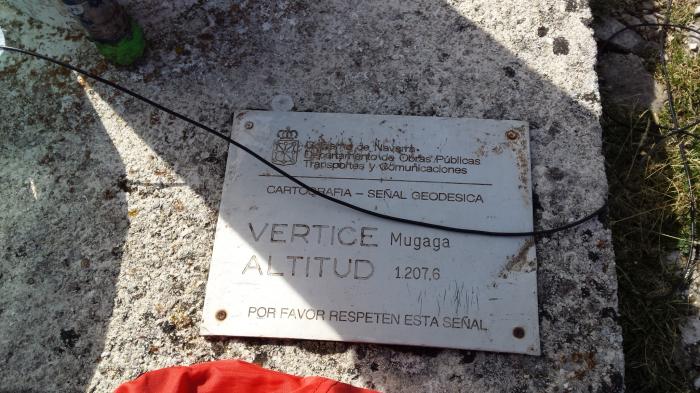 Gobierno de Navarra
Departamento de Obras Públicas
Transportes y Comunicaciones
CARTOGRAFIA – SEÑAL GEODESICA
VERTICE Mugaga
ALTITUD 1.207,6
POR FAVOR RESPETEN ESTA SEÑAL